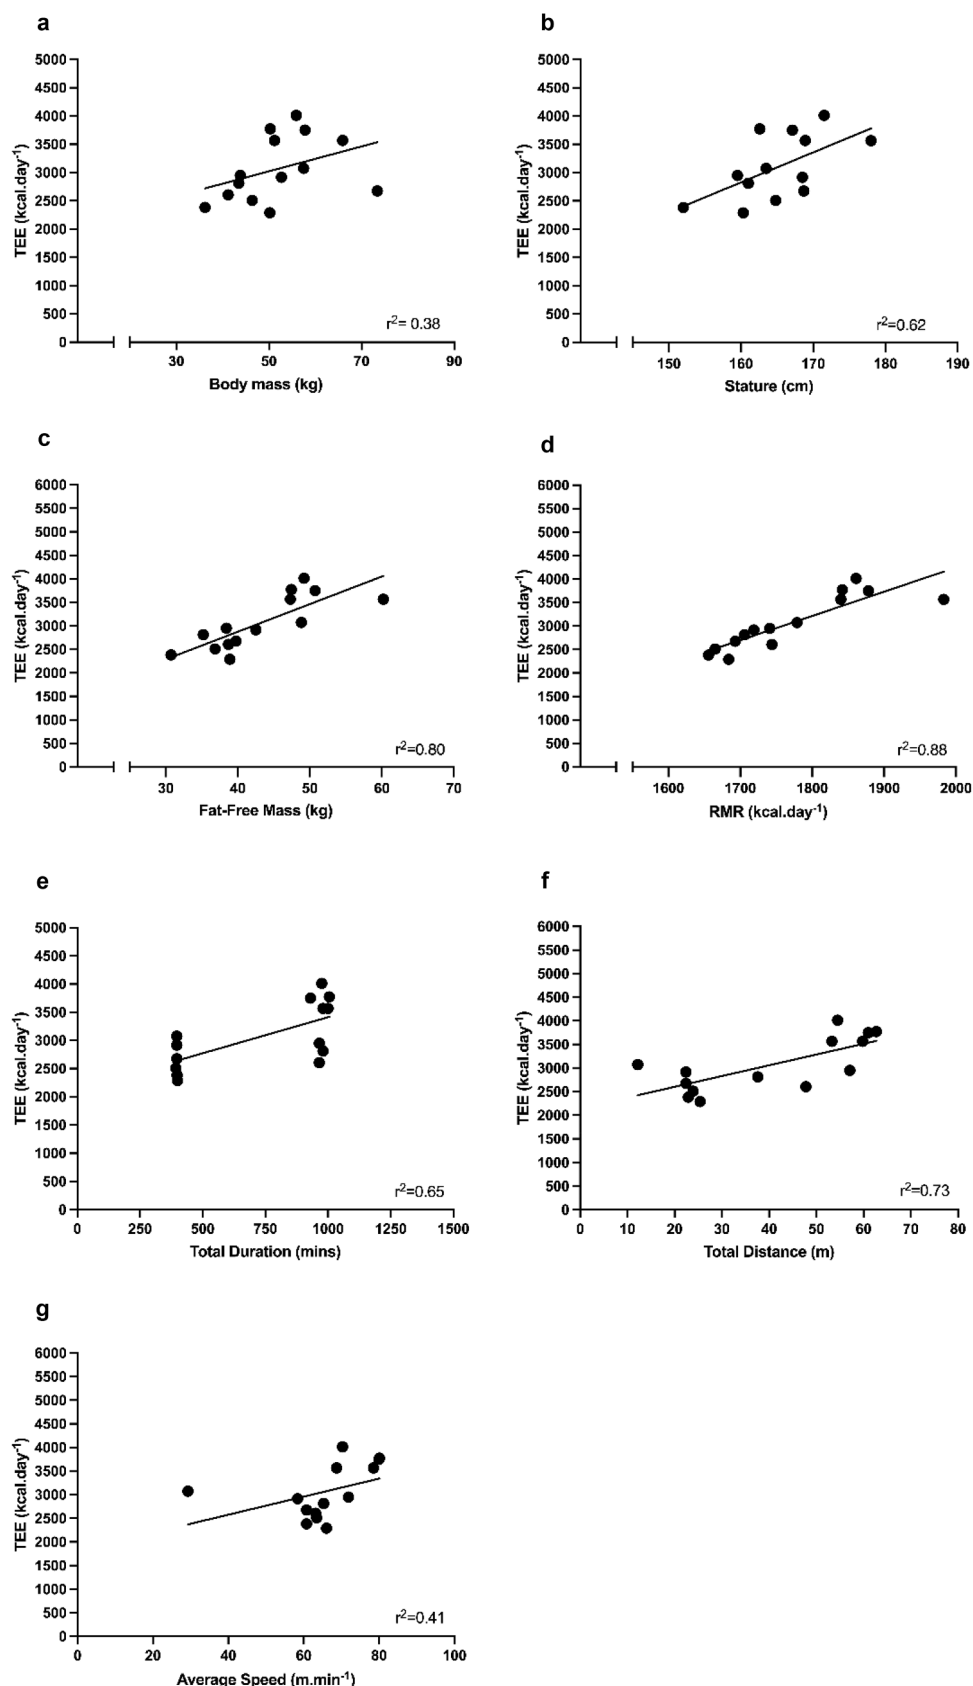 a
5000
4500
4000
3500
3000
2500
2000
1500
1000
500
0
TEE (kcal.day⁻¹)
r²= 0.38
30 50 70 90
Body mass (kg)
b
5000
4500
4000
3500
3000
2500
2000
1500
1000
500
0
TEE (kcal.day⁻¹)
r²=0.62
150 160 170 180 190
Stature (cm)
c
6000
5500
5000
4500
4000
3500
3000
2500
2000
1500
1000
500
0
TEE (kcal.day⁻¹)
r²=0.80
30 40 50 60 70
Fat-Free Mass (kg)
d
6000
5500
5000
4500
4000
3500
3000
2500
2000
1500
1000
500
0
TEE (kcal.day⁻¹)
r²=0.88
1600 1700 1800 1900 2000
RMR (kcal.day⁻¹)
e
5000
4500
4000
3500
3000
2500
2000
1500
1000
500
0
TEE (kcal.day⁻¹)
r²=0.65
0 250 500 750 1000 1250 1500
Total Duration (mins)
f
6000
5500
5000
4500
4000
3500
3000
2500
2000
1500
1000
500
0
TEE (kcal.day⁻¹)
r²=0.73
0 10 20 30 40 50 60 70 80
Total Distance (m)
g
6000
5500
5000
4500
4000
3500
3000
2500
2000
1500
1000
500
0
TEE (kcal.day⁻¹)
r²=0.41
0 20 40 60 80 100
Average Speed (m.min⁻¹)